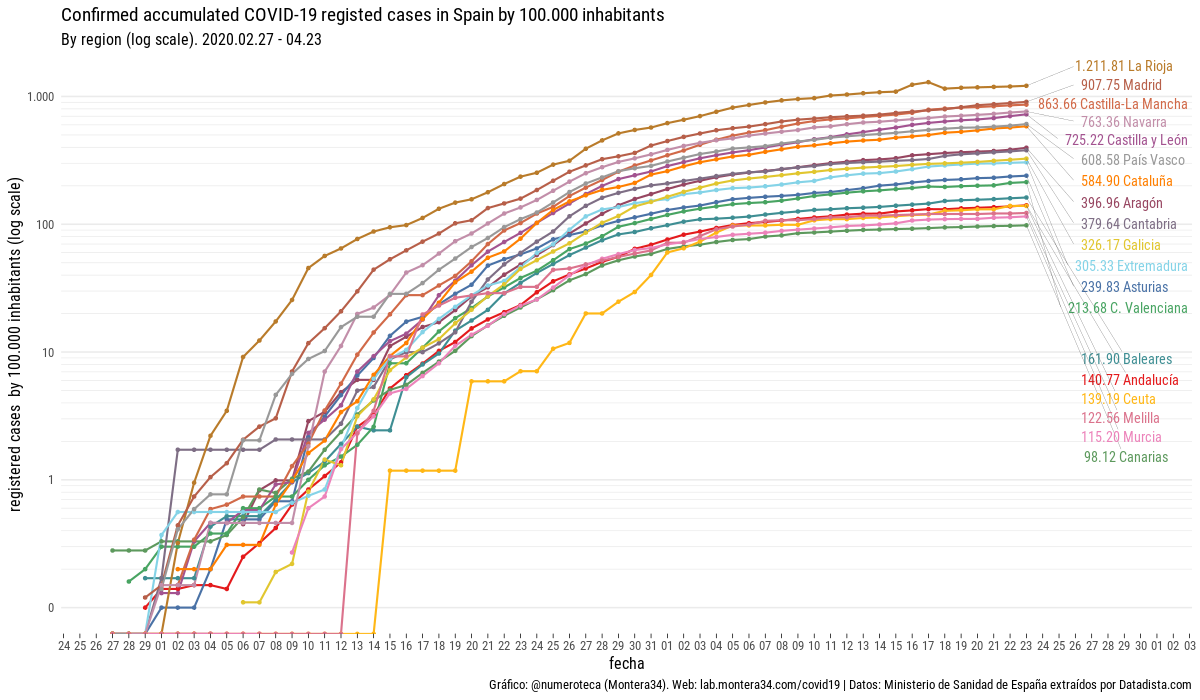 Confirmed accumulated COVID-19 registed cases in Spain by 100.000 inhabitants
By region (log scale). 2020.02.27 - 04.23
registered cases by 100.000 inhabitants (log scale)
1.000
100
10
1
0
1.211.81 La Rioja
907.75 Madrid
863.66 Castilla-La Mancha
763.36 Navarra
725.22 Castilla y León
608.58 País Vasco
584.90 Cataluña
396.96 Aragón
379.64 Cantabria
326.17 Galicia
305.33 Extremadura
239.83 Asturias
213.68 C. Valenciana
161.90 Baleares
140.77 Andalucía
139.19 Ceuta
122.56 Melilla
115.20 Murcia
98.12 Canarias
24 25 26 27 28 29 01 02 03 04 05 06 07 08 09 10 11 12 13 14 15 16 17 18 19 20 21 22 23 24 25 26 27 28 29 30 31 01 02 03 04 05 06 07 08 09 10 11 12 13 14 15 16 17 18 19 20 21 22 23 24 25 26 27 28 29 30 01 02 03
fecha
Gráfico: @numeroteca (Montera34). Web: lab.montera34.com/covid19 | Datos: Ministerio de Sanidad de España extraídos por Datadista.com